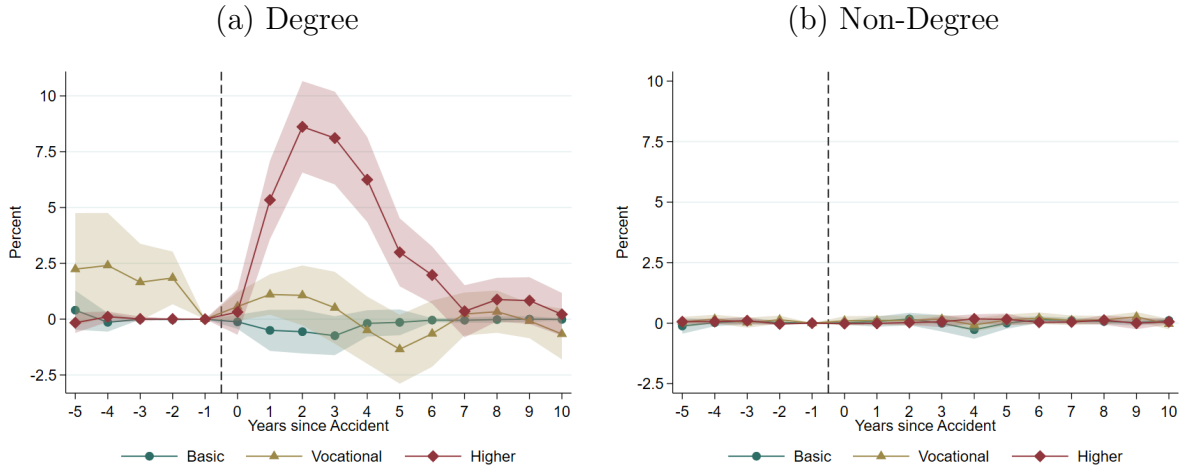 (a) Degree
Percent
10
7.5
5
2.5
0
-2.5
-5 -4 -3 -2 -1 0 1 2 3 4 5 6 7 8 9 10
Years since Accident
Basic Vocational Higher
(b) Non-Degree
Percent
10
7.5
5
2.5
0
-2.5
-5 -4 -3 -2 -1 0 1 2 3 4 5 6 7 8 9 10
Years since Accident
Basic Vocational Higher